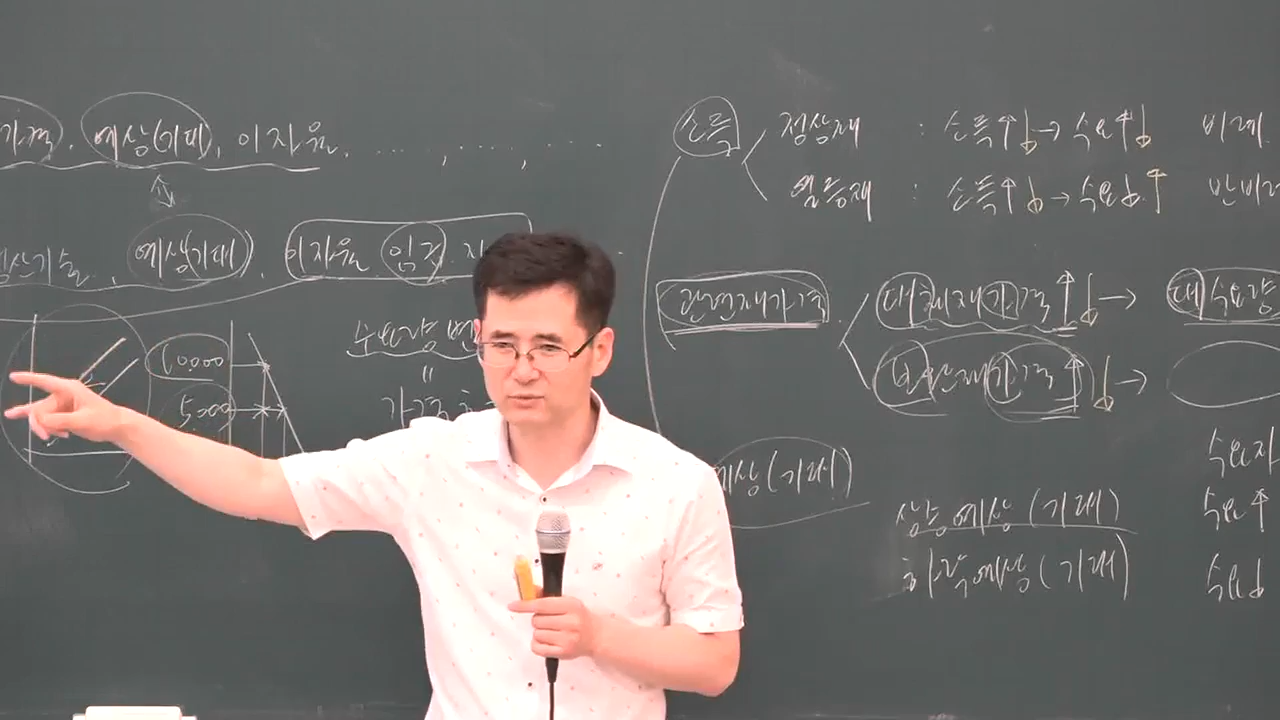 가격, 예상(기대), 이자율, ... , ... , ...
생산기술, 예상(기대), 이자율, 임금, 지
10,000
5,000
수요량 변
"
가격
소득
정상재 : 소득↑↓→수요↑↓ 비례
열등재 : 소득↑↓→수요↓↑ 반비례
관련재가격
대체재가격↑↓→ 대 수요량
보완재가격↑↓→
예상(기대)
상승예상(기대)
하락예상(기대)
수요자
수요↑
수요↓